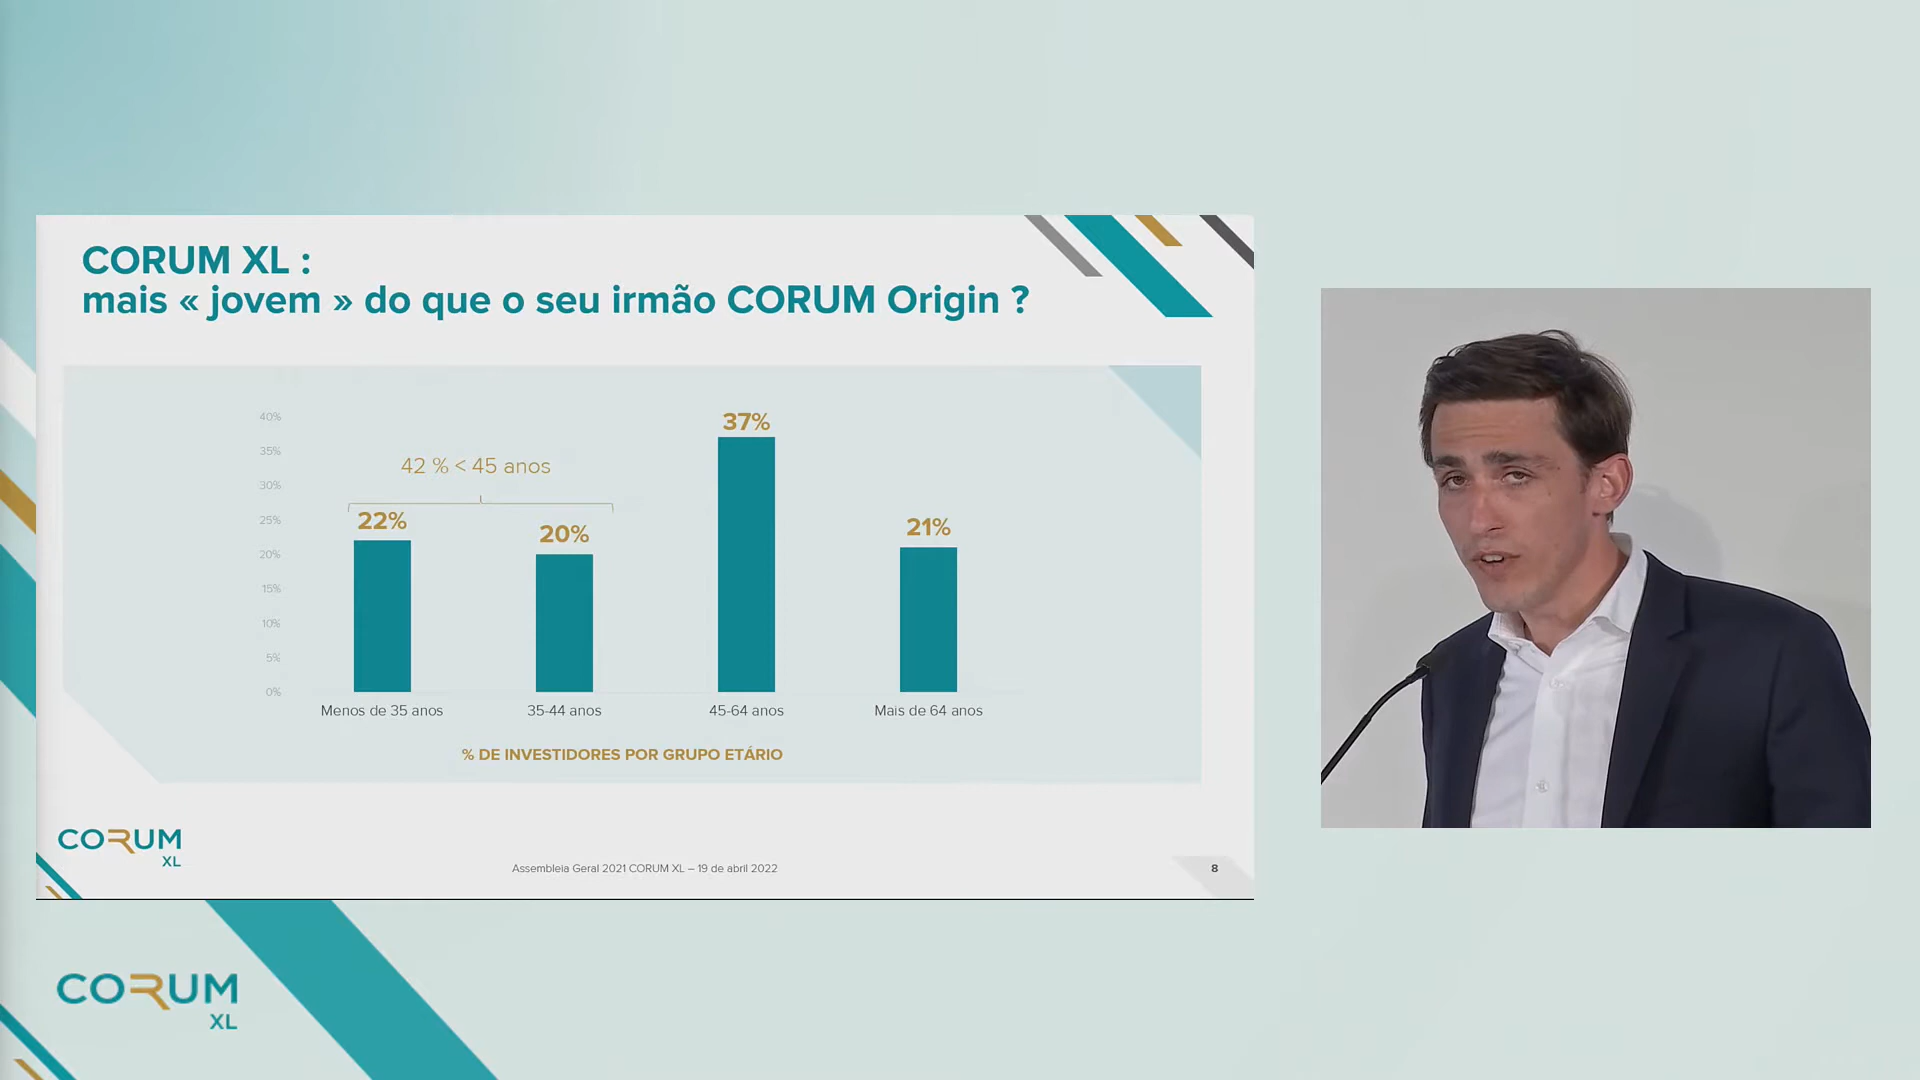 CORUM XL :
mais « jovem » do que o seu irmão CORUM Origin ?
40%
35%
30%
25%
20%
15%
10%
5%
0%
42 % < 45 anos
22%
20%
37%
21%
Menos de 35 anos
35-44 anos
45-64 anos
Mais de 64 anos
% DE INVESTIDORES POR GRUPO ETÁRIO
CORUM
XL
Assembleia Geral 2021 CORUM XL – 19 de abril 2022
8
CORUM
XL